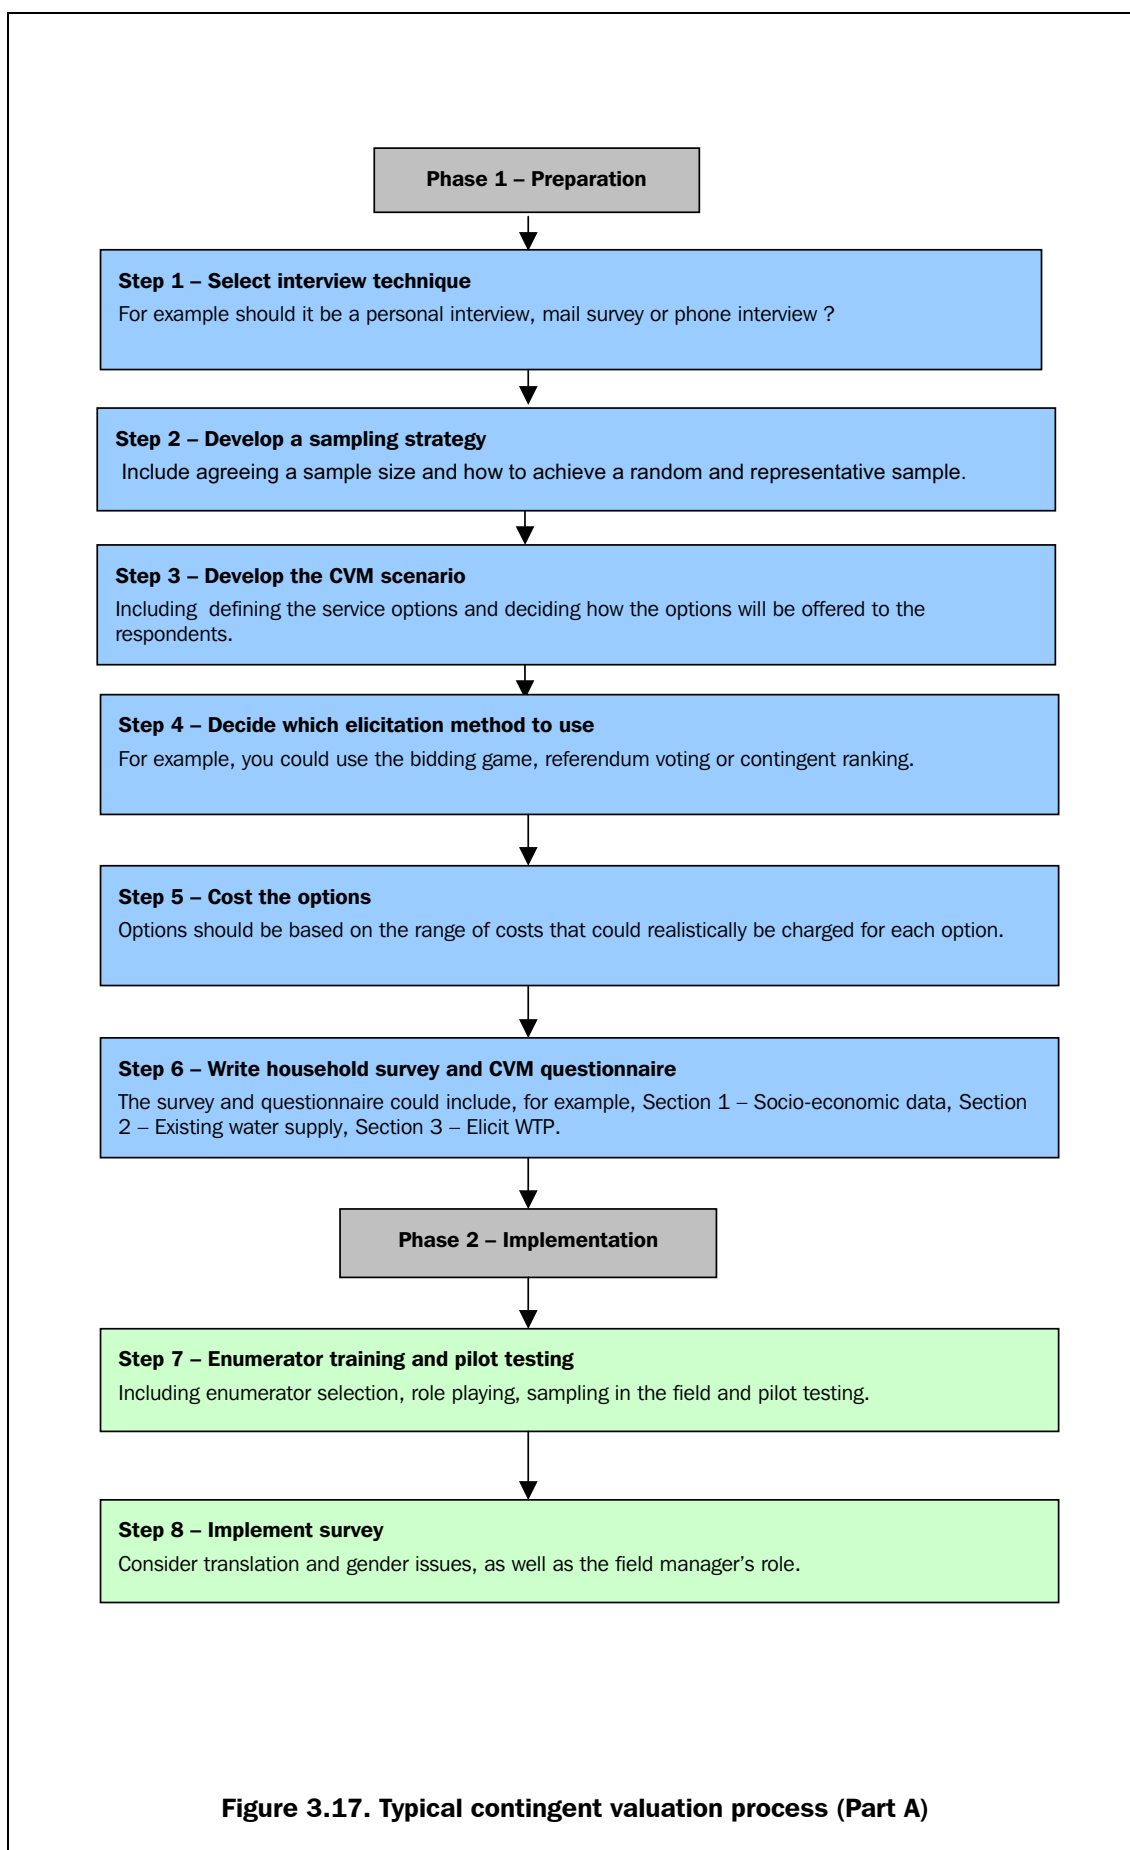 Phase 1 – Preparation
Step 1 – Select interview technique
For example should it be a personal interview, mail survey or phone interview ?
Step 2 – Develop a sampling strategy
Include agreeing a sample size and how to achieve a random and representative sample.
Step 3 – Develop the CVM scenario
Including  defining the service options and deciding how the options will be offered to the
respondents.
Step 4 – Decide which elicitation method to use
For example, you could use the bidding game, referendum voting or contingent ranking.
Step 5 – Cost the options
Options should be based on the range of costs that could realistically be charged for each option.
Step 6 – Write household survey and CVM questionnaire
The survey and questionnaire could include, for example, Section 1 – Socio-economic data, Section
2 – Existing water supply, Section 3 – Elicit WTP.
Phase 2 – Implementation
Step 7 – Enumerator training and pilot testing
Including enumerator selection, role playing, sampling in the field and pilot testing.
Step 8 – Implement survey
Consider translation and gender issues, as well as the field manager’s role.
Figure 3.17. Typical contingent valuation process (Part A)